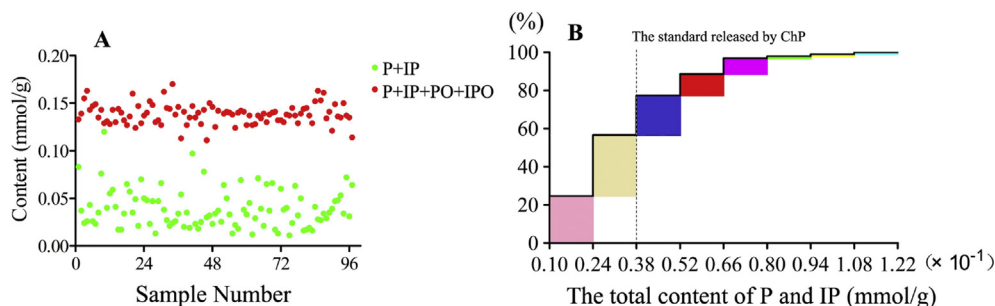 A
0.20
0.15
0.10
0.05
0.00
Content (mmol/g)
0
24
48
72
96
Sample Number
P+IP
P+IP+PO+IPO
(%)
B
The standard released by ChP
100
80
60
40
20
0
0.10 0.24 0.38 0.52 0.66 0.80 0.94 1.08 1.22 (× 10⁻¹)
The total content of P and IP (mmol/g)